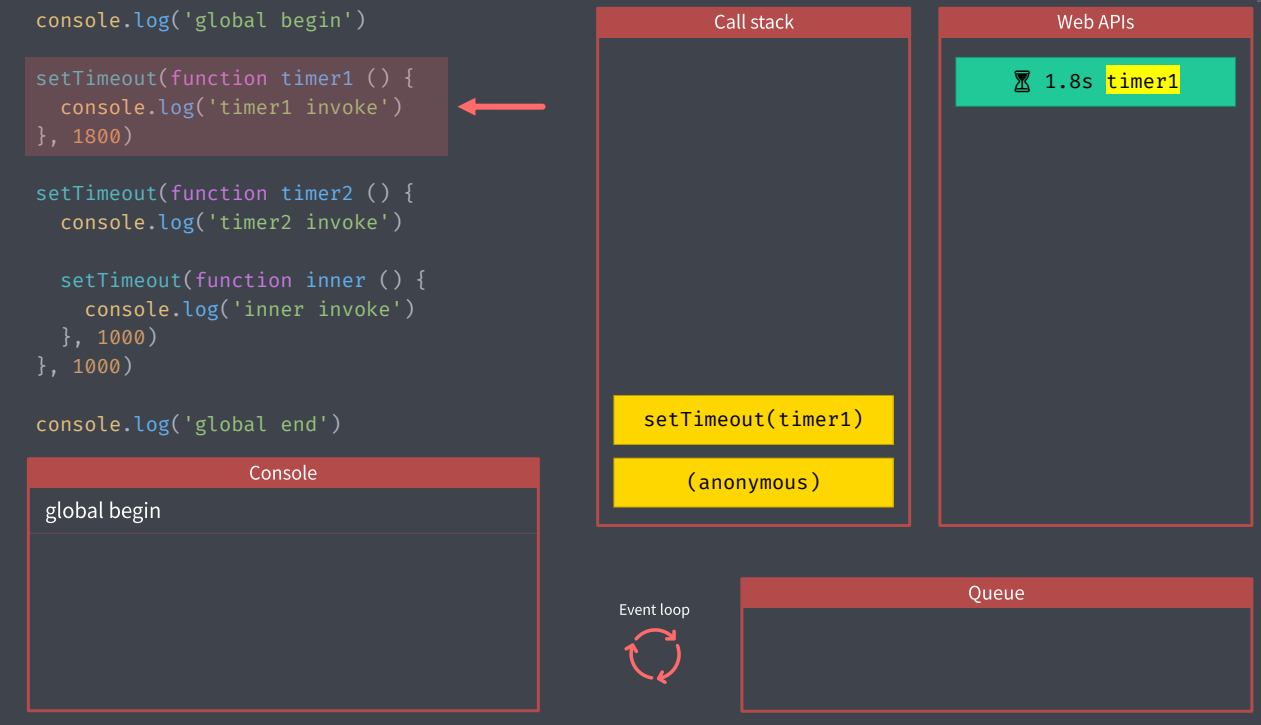 console.log('global begin')
setTimeout(function timer1 () {
  console.log('timer1 invoke')
}, 1800)
setTimeout(function timer2 () {
  console.log('timer2 invoke')
  setTimeout(function inner () {
    console.log('inner invoke')
  }, 1000)
}, 1000)
console.log('global end')
Console
global begin
Call stack
setTimeout(timer1)
(anonymous)
Web APIs
1.8s timer1
Event loop
Queue